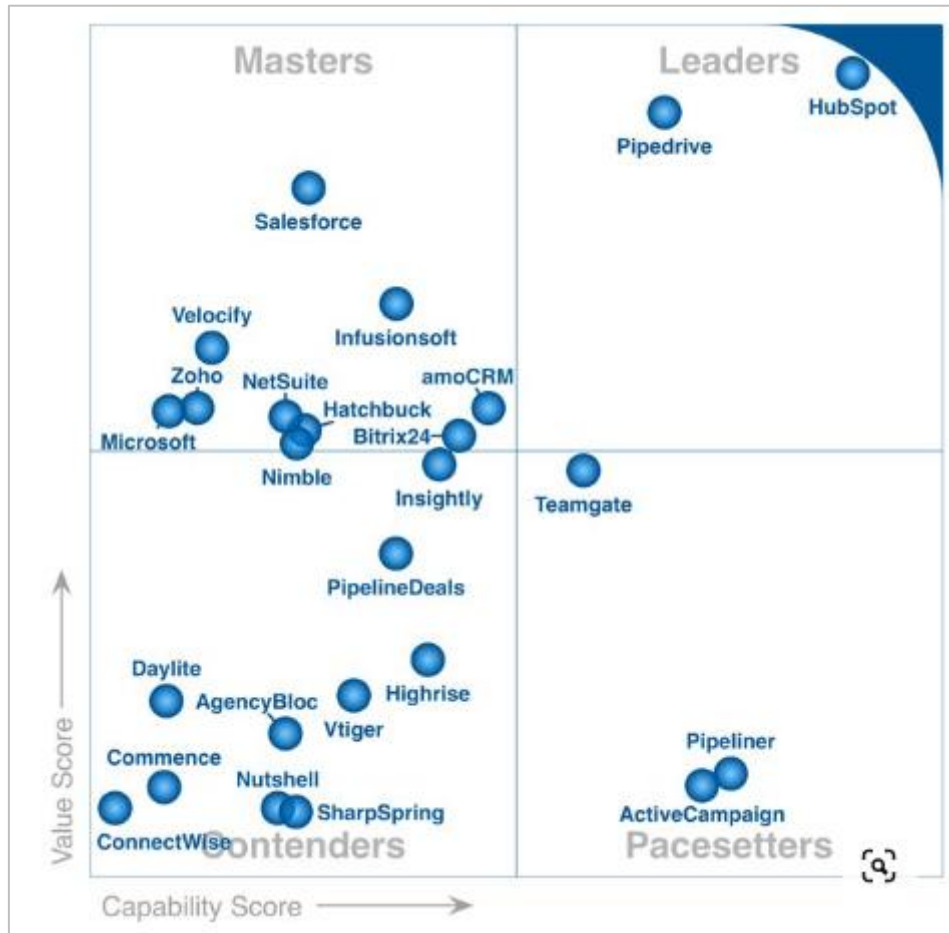 Masters
Leaders
HubSpot
Pipedrive
Salesforce
Velocify
Infusionsoft
Zoho
NetSuite
amoCRM
Hatchbuck
Bitrix24
Microsoft
Nimble
Insightly
Teamgate
PipelineDeals
Daylite
AgencyBloc
Highrise
Vtiger
Pipeliner
Commence
Nutshell
SharpSpring
ActiveCampaign
ConnectWise
Contenders
Pacesetters
Value Score
Capability Score